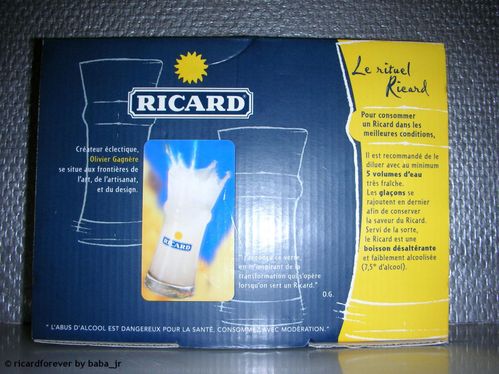 RICARD
Créateur éclectique,
Olivier Gagnère
se situe aux frontières de
l'art, de l'artisanat,
et du design.
RICARD
"J'ai conçu ce verre,
en m'inspirant de la
transformation qui s'opère
lorsqu'on sert un Ricard."
O.G.
Le rituel
Ricard
Pour consommer
un Ricard dans les
meilleures conditions,
Il est recommandé de le
diluer avec au minimum
5 volumes d'eau
très fraîche.
Les glaçons se
rajoutent en dernier
afin de conserver
la saveur du Ricard.
Servi de la sorte,
le Ricard est une
boisson désaltérante
et faiblement alcoolisée
(7,5° d'alcool).
"L'ABUS D'ALCOOL EST DANGEREUX POUR LA SANTÉ, CONSOMMEZ AVEC MODÉRATION."
© ricardforever by baba_jr